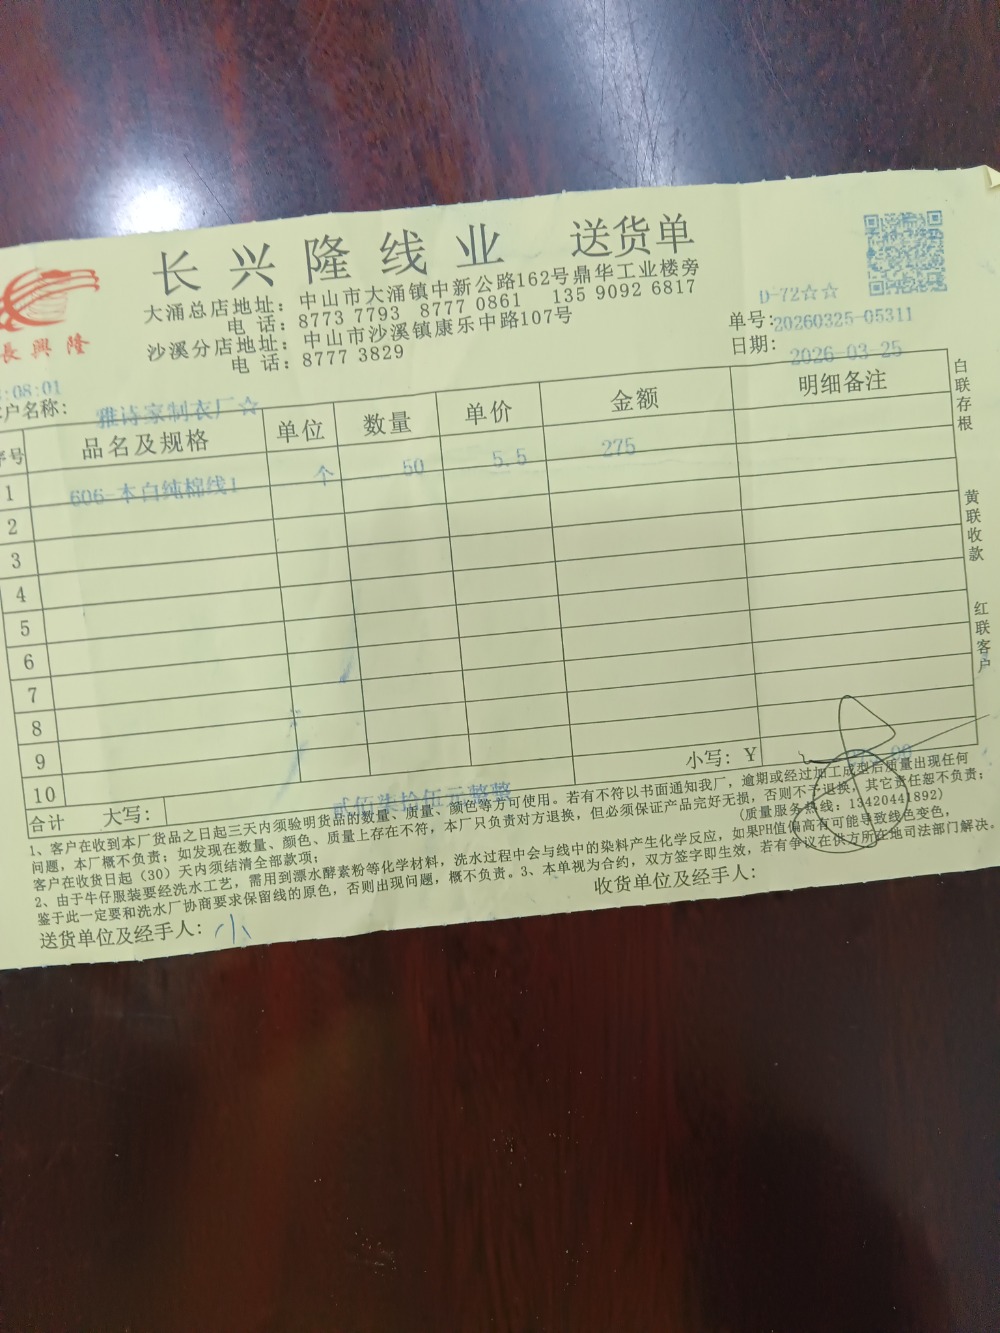 长兴隆线业 送货单
大涌总店地址：中山市大涌镇中新公路162号鼎华工业楼旁
电 话：8773 7793 8777 0861 135 9092 6817
沙溪分店地址：中山市沙溪镇康乐中路107号
电 话：8777 3829
長興隆
D-72☆☆
单号：20260325-05311
日期：2026-03-25
:08:01
户名称：雅诗家制衣厂☆
序号 品名及规格 单位 数量 单价 金额 明细备注
1 606-本白纯棉线1 个 50 5.5 275
2
3
4
5
6
7
8
9
10
合计 大写：贰佰柒拾伍元整整 小写：Y
白联存根
黄联收款
红联客户
1、客户在收到本厂货品之日起三天内须验明货品的数量、质量、颜色等方可使用。若有不符以书面通知我厂，逾期或经过加工成型后质量出现任何
问题，本厂概不负责；如发现在数量、颜色、质量上存在不符，本厂只负责对方退换，但必须保证产品完好无损，否则不予退换，其它责任恕不负责；
客户在收货日起（30）天内须结清全部款项； (质量服务热线：13420441892)
2、由于牛仔服装要经洗水工艺，需用到漂水酵素粉等化学材料，洗水过程中会与线中的染料产生化学反应，如果PH值偏高有可能导致线色变色，
鉴于此一定要和洗水厂协商要求保留线的原色，否则出现问题，概不负责。3、本单视为合约，双方签字即生效，若有争议在供方所在地司法部门解决。
送货单位及经手人：小 收货单位及经手人：